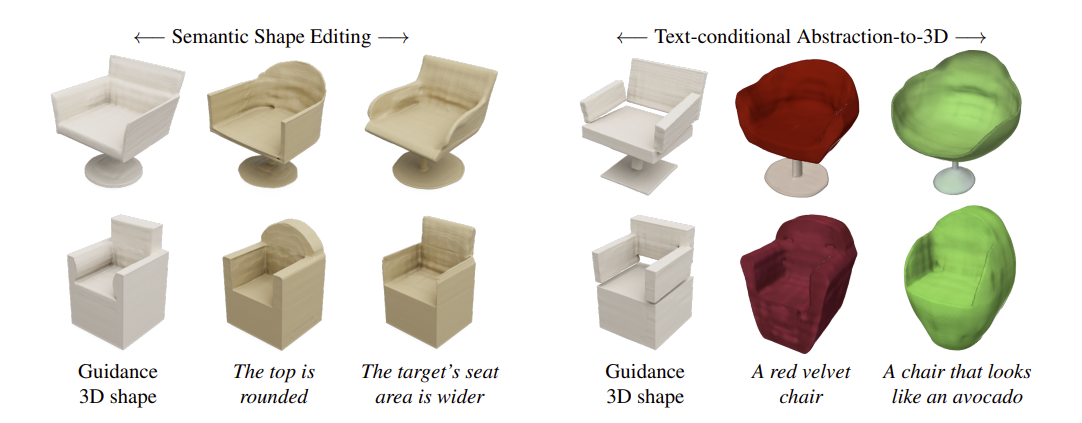 ←— Semantic Shape Editing —→
←— Text-conditional Abstraction-to-3D —→
Guidance
3D shape
The top is
rounded
The target's seat
area is wider
Guidance
3D shape
A red velvet
chair
A chair that looks
like an avocado